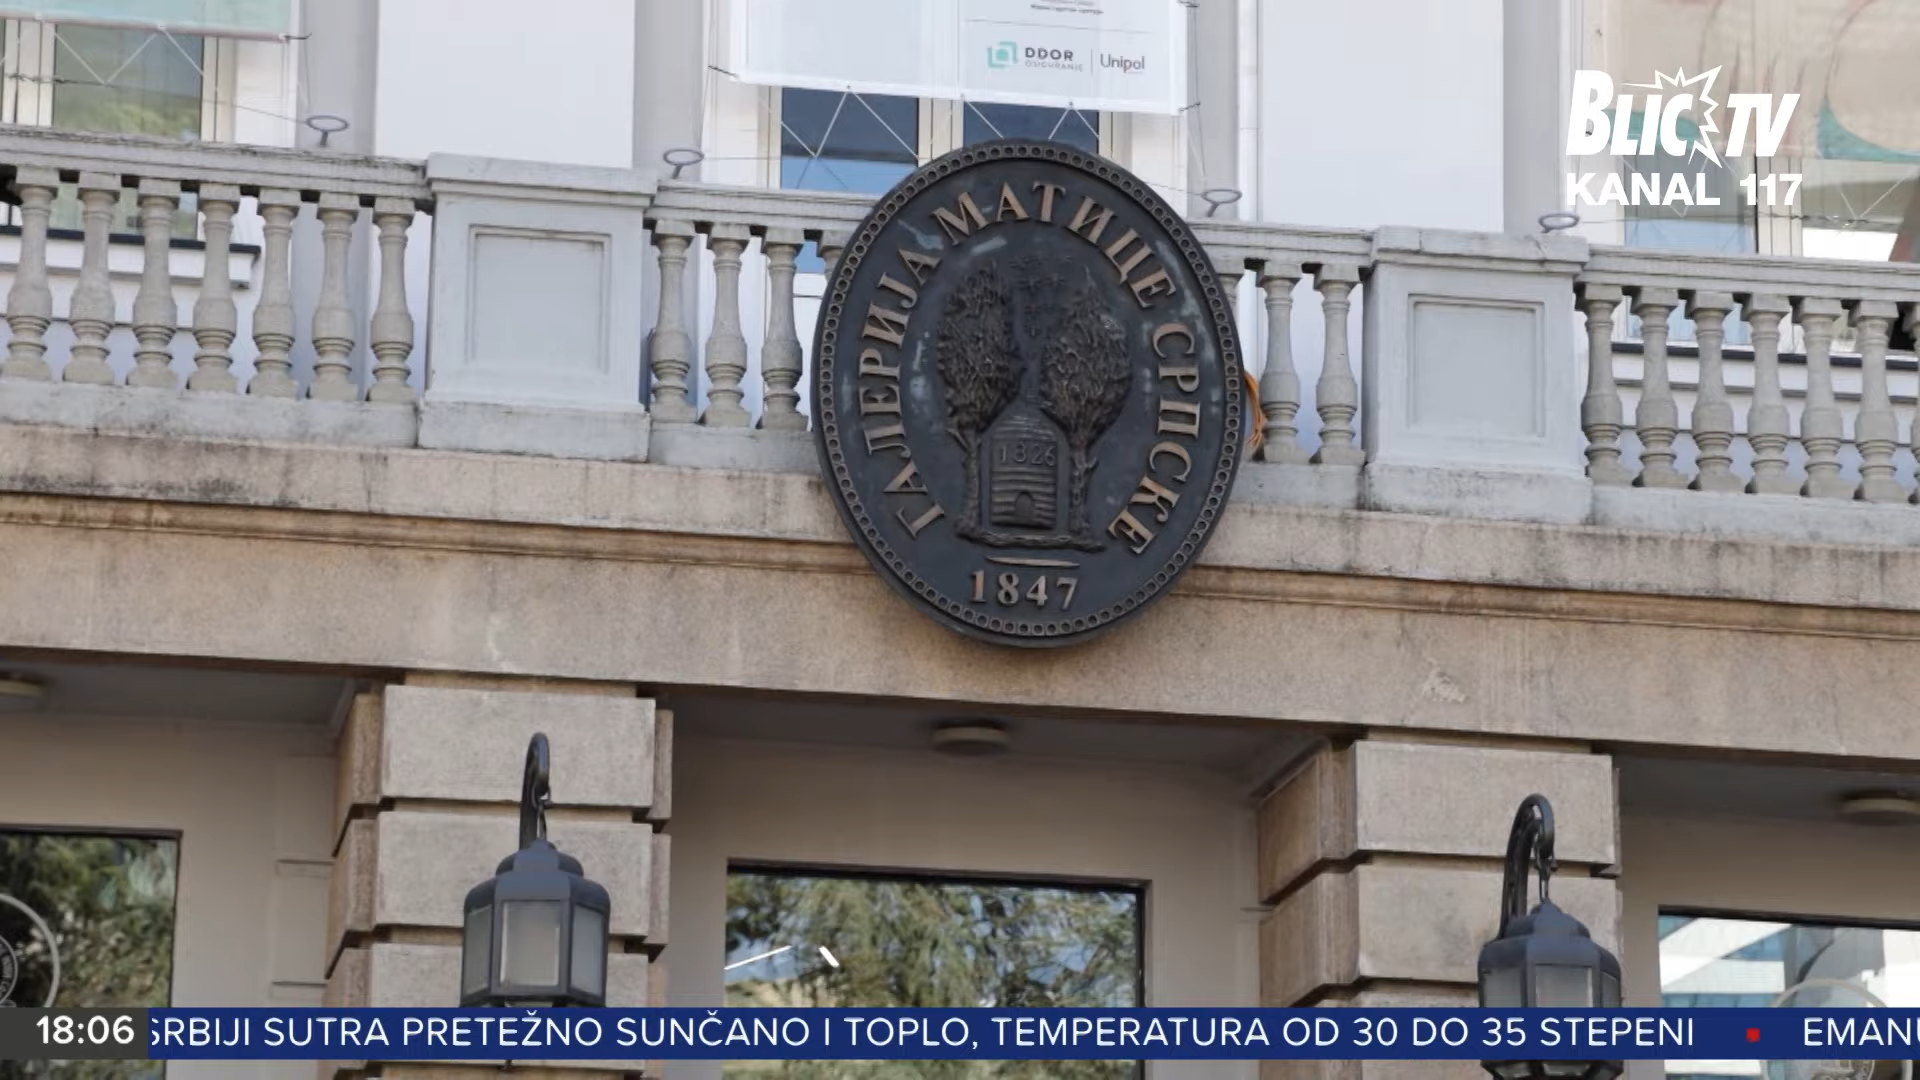 DDOR
OSIGURANJE
Unipol
BLIC TV
KANAL 117
ГАЛЕРИЈА МАТИЦЕ СРПСКЕ
1826
1847
18:06
SRBIJI SUTRA PRETEŽNO SUNČANO I TOPLO, TEMPERATURA OD 30 DO 35 STEPENI
EMANU